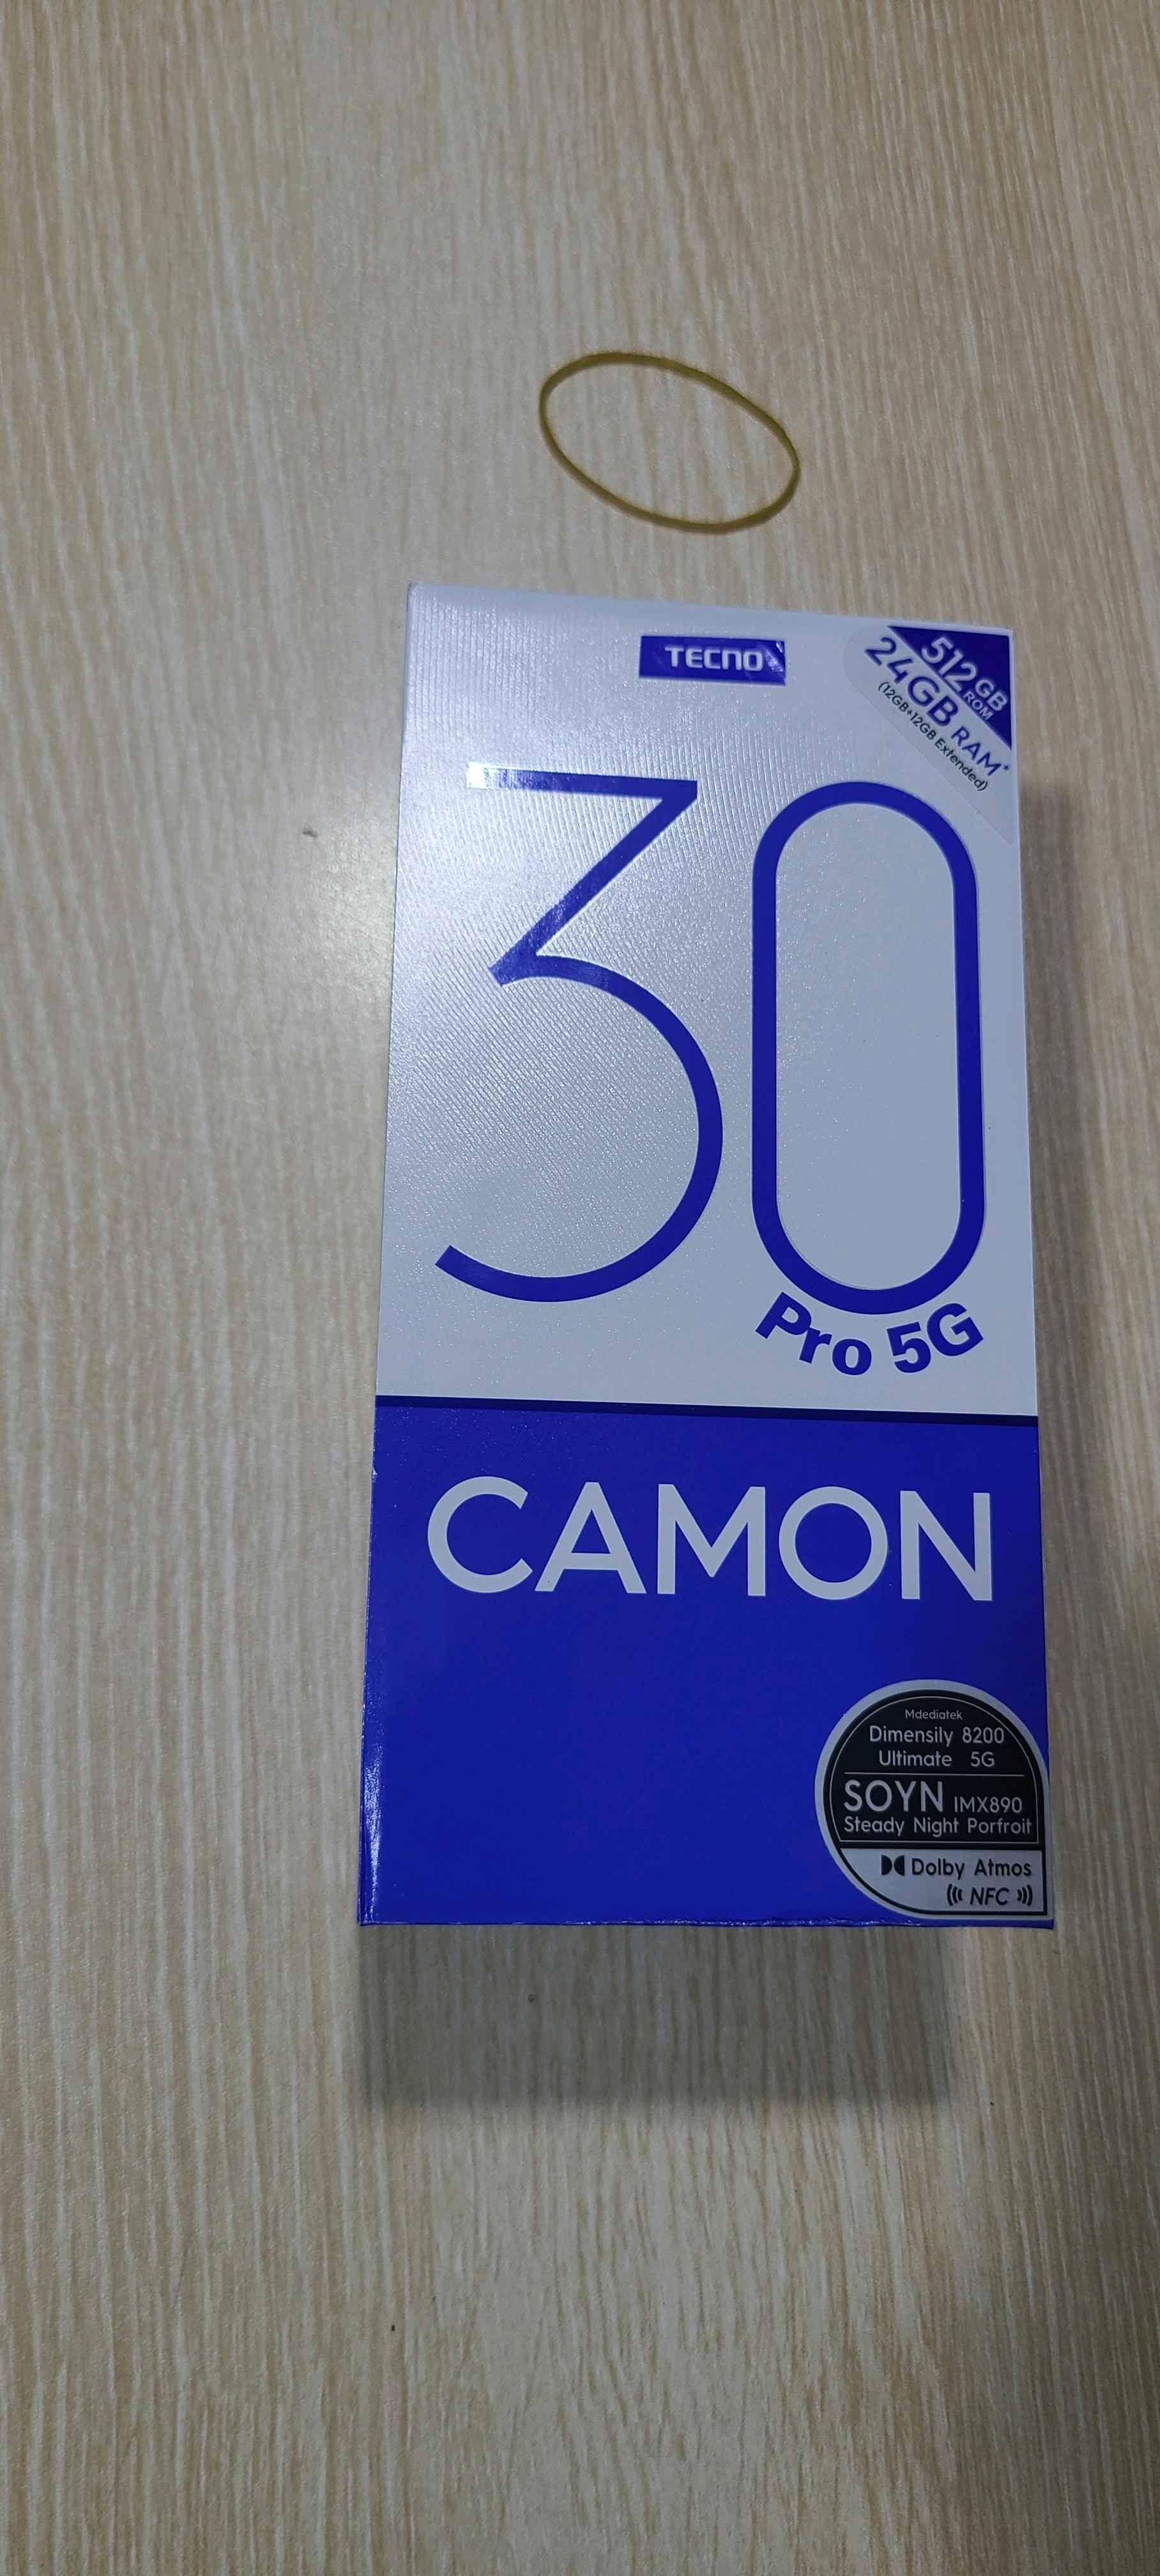 TECNO
512GB
ROM
24GB RAM*
(12GB+12GB Extended)
30
Pro 5G
CAMON
Mdediatek
Dimensily 8200
Ultimate 5G
SOYN IMX890
Steady Night Porfroit
Dolby Atmos
NFC